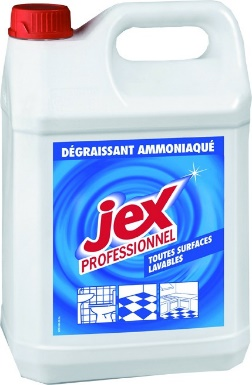 DÉGRAISSANT AMMONIAQUÉ
jex
PROFESSIONNEL
TOUTES SURFACES
LAVABLES